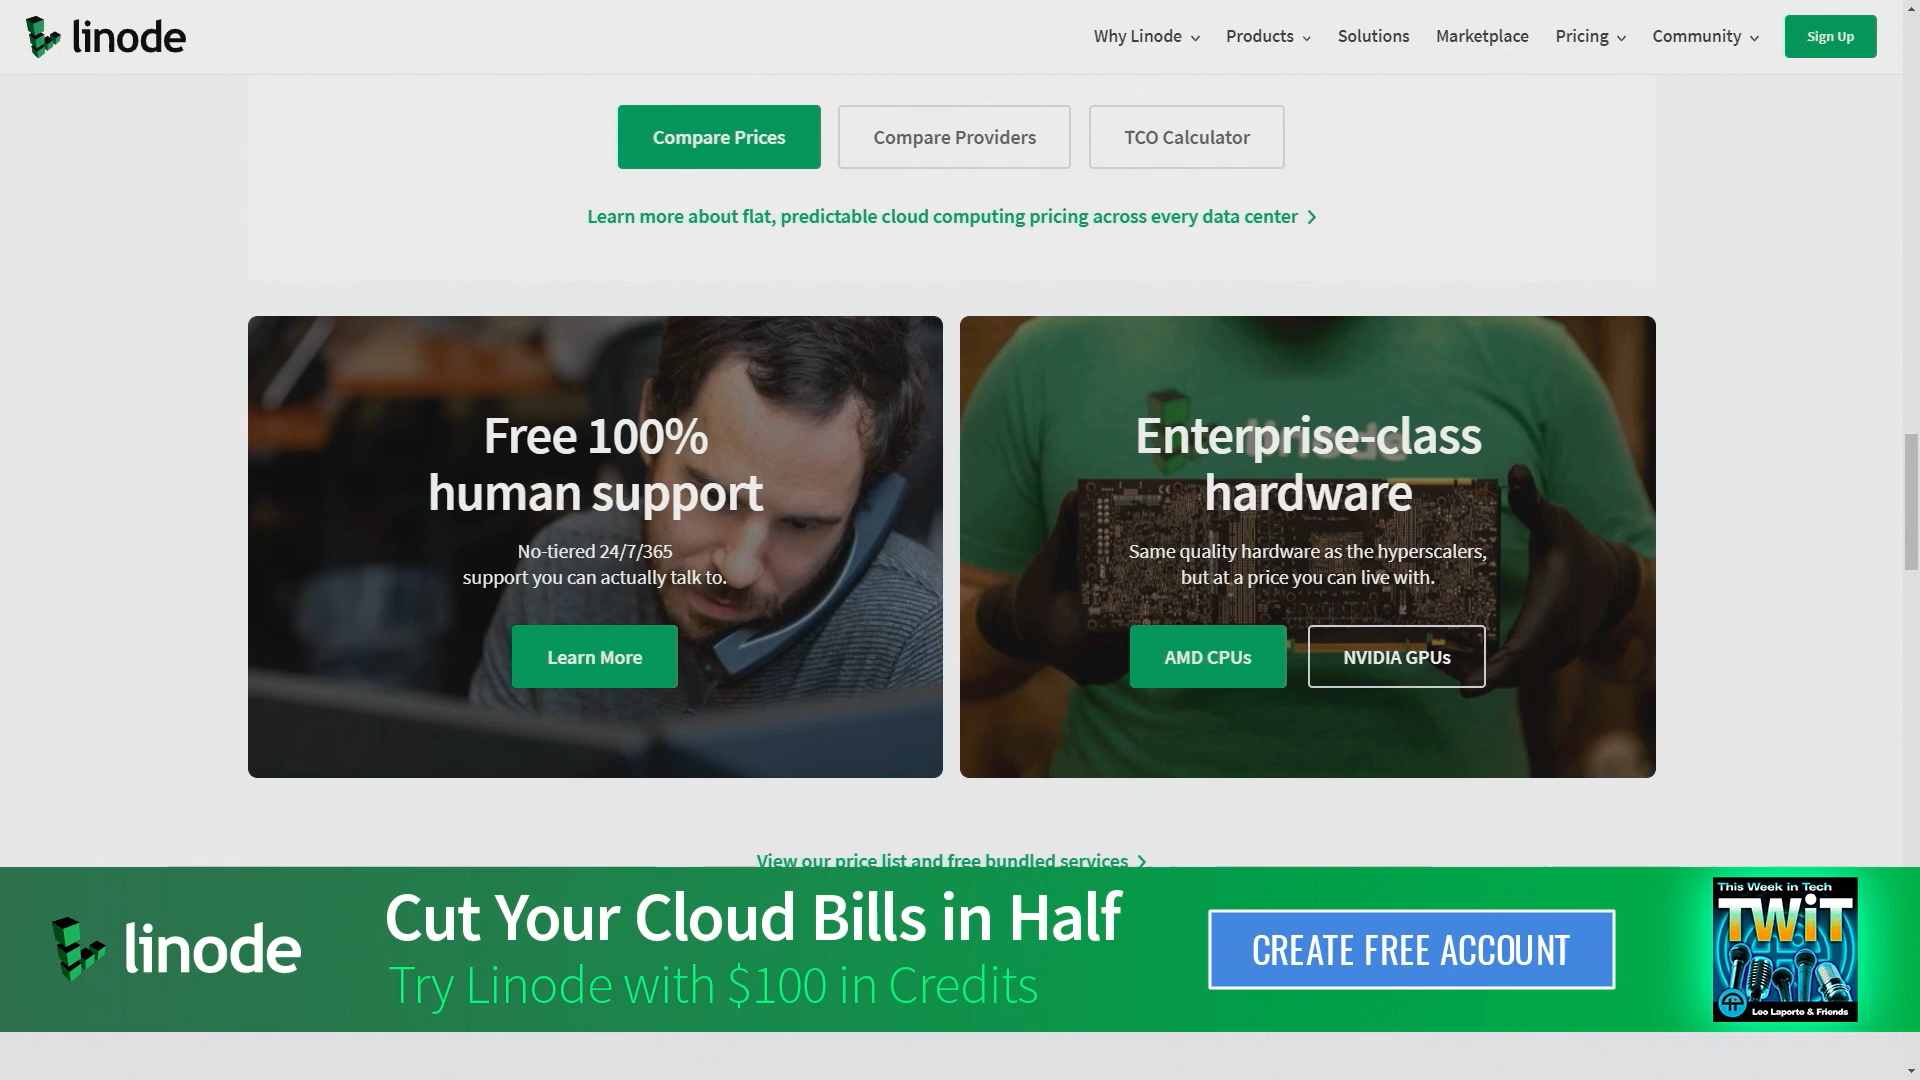 linode
Why Linode
Products
Solutions
Marketplace
Pricing
Community
Sign Up
Compare Prices
Compare Providers
TCO Calculator
Learn more about flat, predictable cloud computing pricing across every data center
Free 100%
human support
No-tiered 24/7/365
support you can actually talk to.
Learn More
Enterprise-class
hardware
Same quality hardware as the hyperscalers,
but at a price you can live with.
AMD CPUs
NVIDIA GPUs
View our price list and free bundled services
linode
Cut Your Cloud Bills in Half
Try Linode with $100 in Credits
CREATE FREE ACCOUNT
This Week in Tech
TWiT
Leo Laporte & Friends